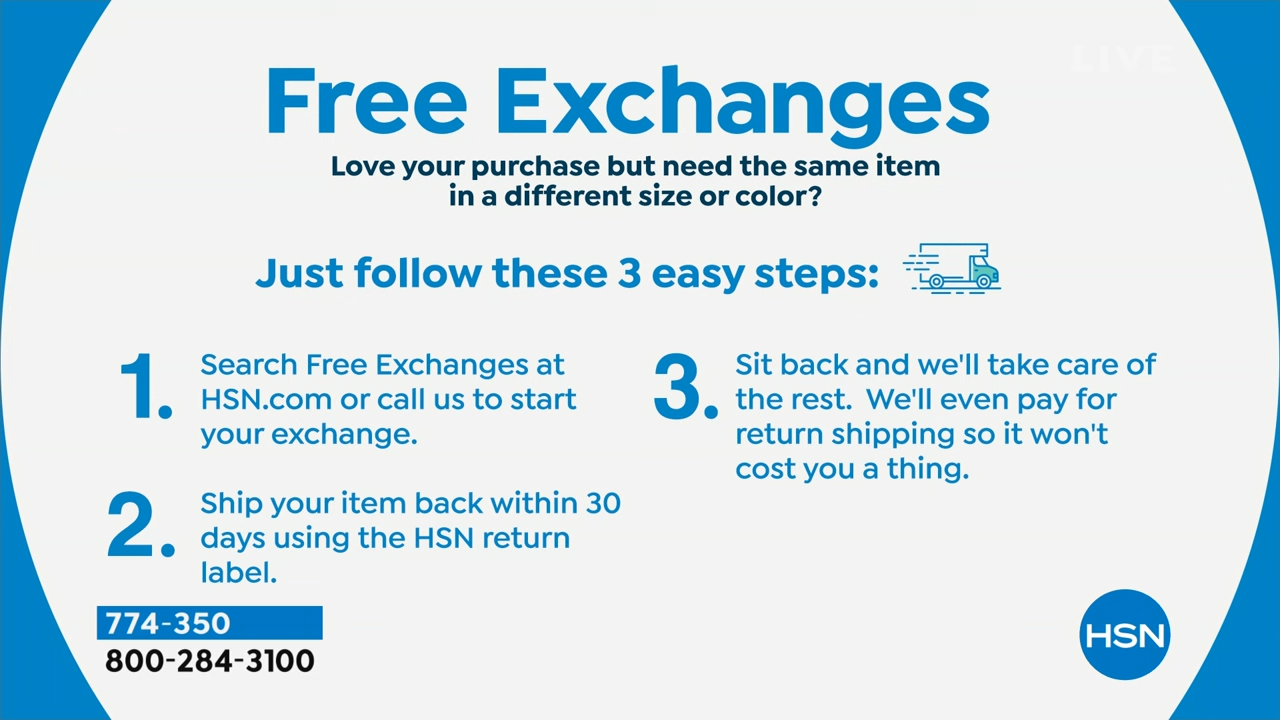 LIVE
Free Exchanges
Love your purchase but need the same item
in a different size or color?
Just follow these 3 easy steps:
1. Search Free Exchanges at
HSN.com or call us to start
your exchange.
2. Ship your item back within 30
days using the HSN return
label.
3. Sit back and we'll take care of
the rest.  We'll even pay for
return shipping so it won't
cost you a thing.
774-350
800-284-3100
HSN